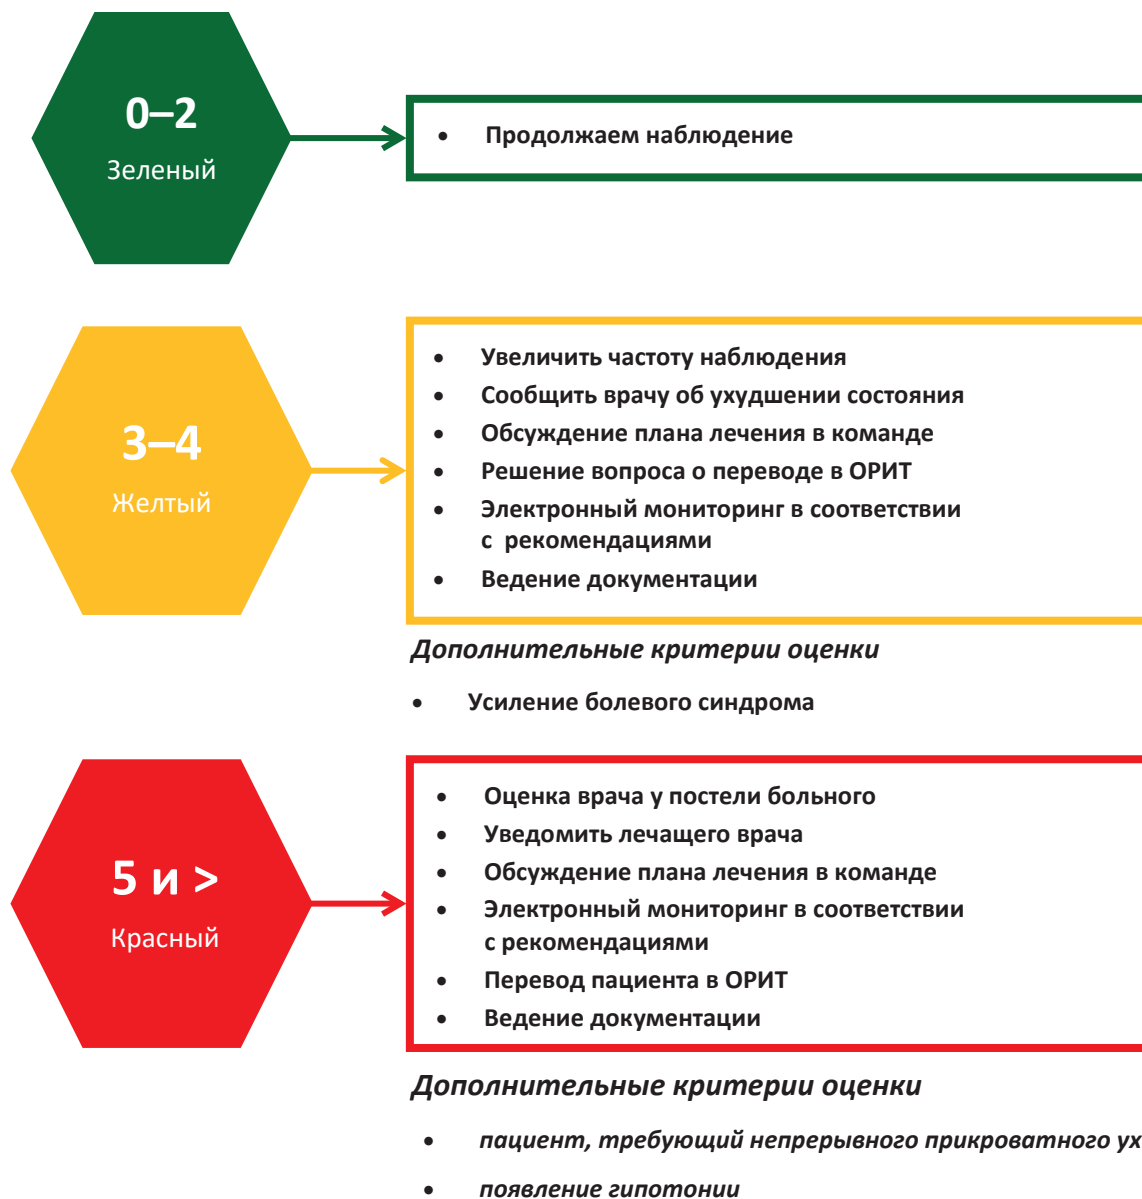 0–2
Зеленый
• Продолжаем наблюдение
3–4
Желтый
• Увеличить частоту наблюдения
• Сообщить врачу об ухудшении состояния
• Обсуждение плана лечения в команде
• Решение вопроса о переводе в ОРИТ
• Электронный мониторинг в соответствии
с рекомендациями
• Ведение документации
Дополнительные критерии оценки
• Усиление болевого синдрома
5 и >
Красный
• Оценка врача у постели больного
• Уведомить лечащего врача
• Обсуждение плана лечения в команде
• Электронный мониторинг в соответствии
с рекомендациями
• Перевод пациента в ОРИТ
• Ведение документации
Дополнительные критерии оценки
• пациент, требующий непрерывного прикроватного
• появление гипотонии